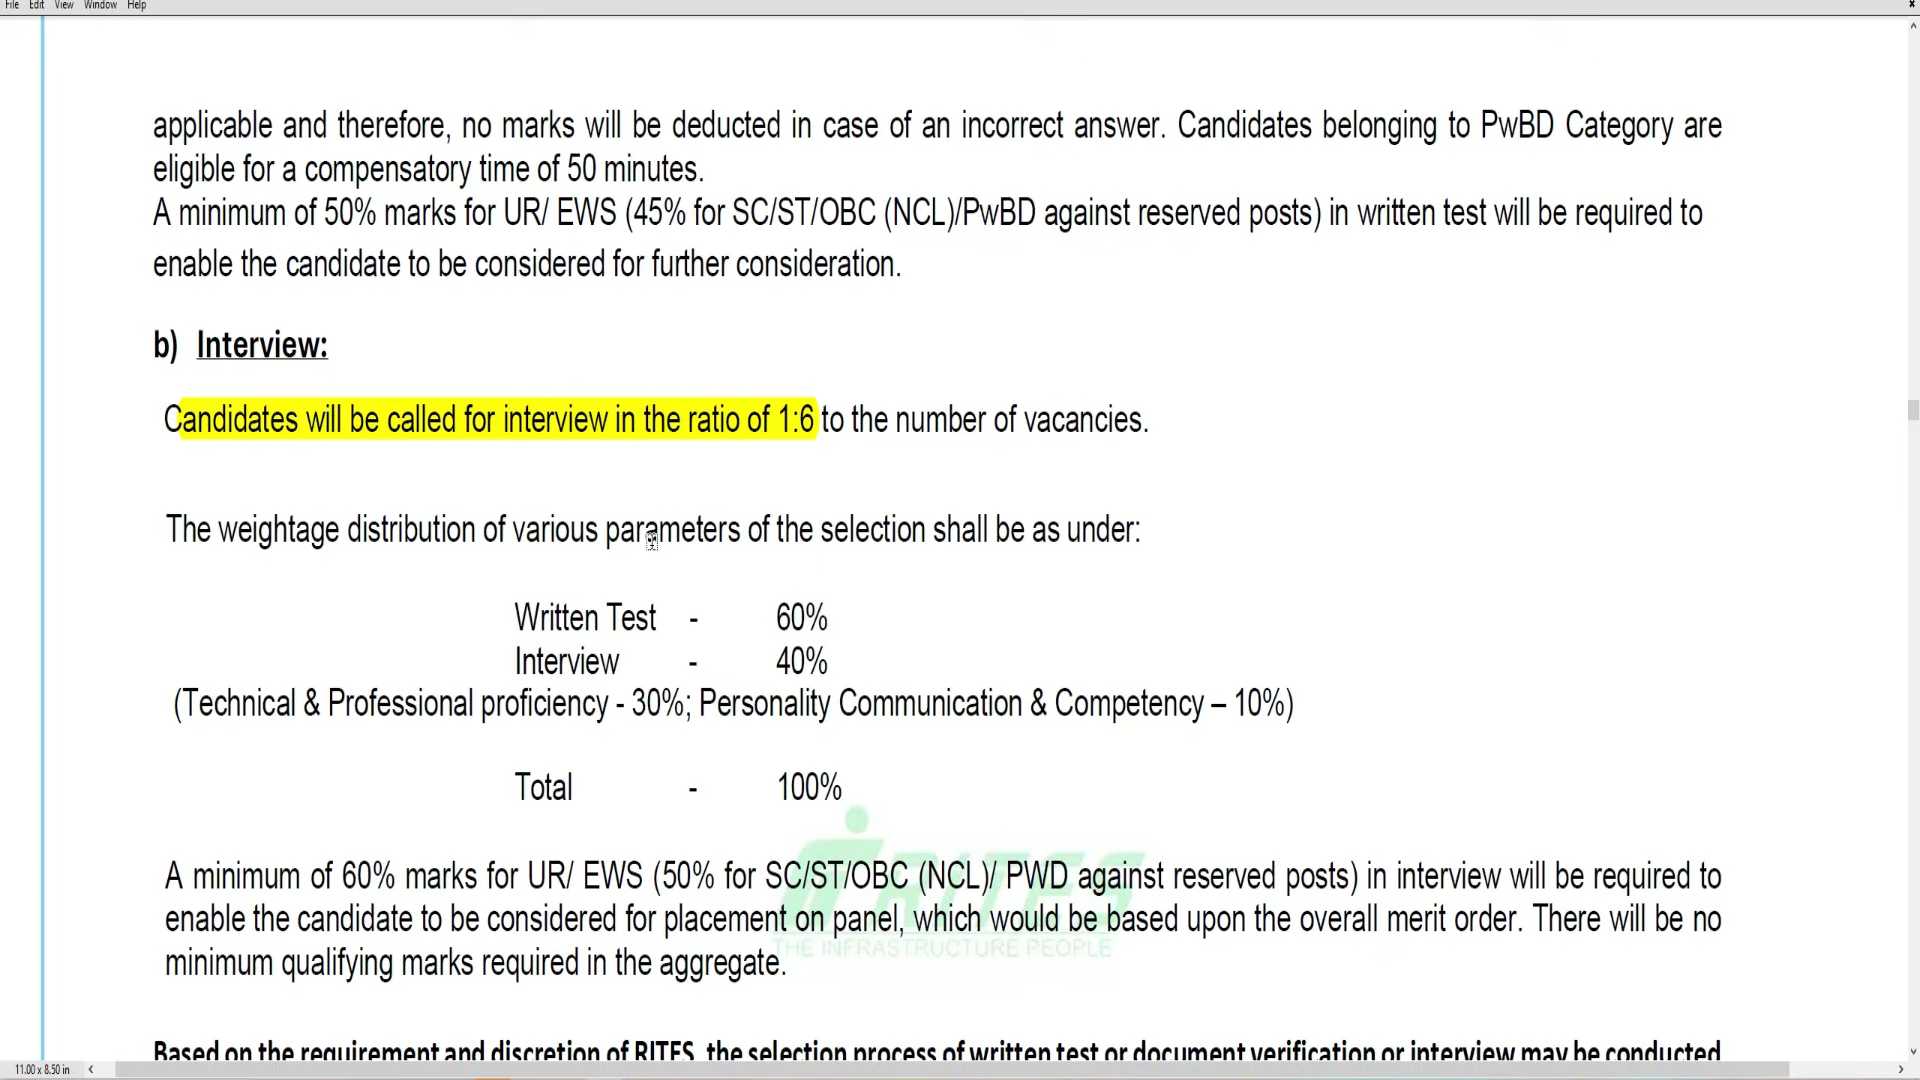 File Edit View Window Help
applicable and therefore, no marks will be deducted in case of an incorrect answer. Candidates belonging to PwBD Category are
eligible for a compensatory time of 50 minutes.
A minimum of 50% marks for UR/ EWS (45% for SC/ST/OBC (NCL)/PwBD against reserved posts) in written test will be required to
enable the candidate to be considered for further consideration.
b) Interview:
Candidates will be called for interview in the ratio of 1:6 to the number of vacancies.
The weightage distribution of various parameters of the selection shall be as under:
Written Test - 60%
Interview - 40%
(Technical & Professional proficiency - 30%; Personality Communication & Competency – 10%)
Total - 100%
RITES
A minimum of 60% marks for UR/ EWS (50% for SC/ST/OBC (NCL)/ PWD against reserved posts) in interview will be required to
enable the candidate to be considered for placement on panel, which would be based upon the overall merit order. There will be no
THE INFRASTRUCTURE PEOPLE
minimum qualifying marks required in the aggregate.
Based on the requirement and discretion of RITES, the selection process of written test or document verification or interview may be conducted
11.00 x 8.50 in